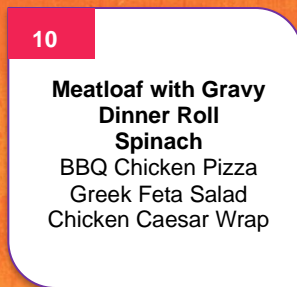 10
Meatloaf with Gravy
Dinner Roll
Spinach
BBQ Chicken Pizza
Greek Feta Salad
Chicken Caesar Wrap